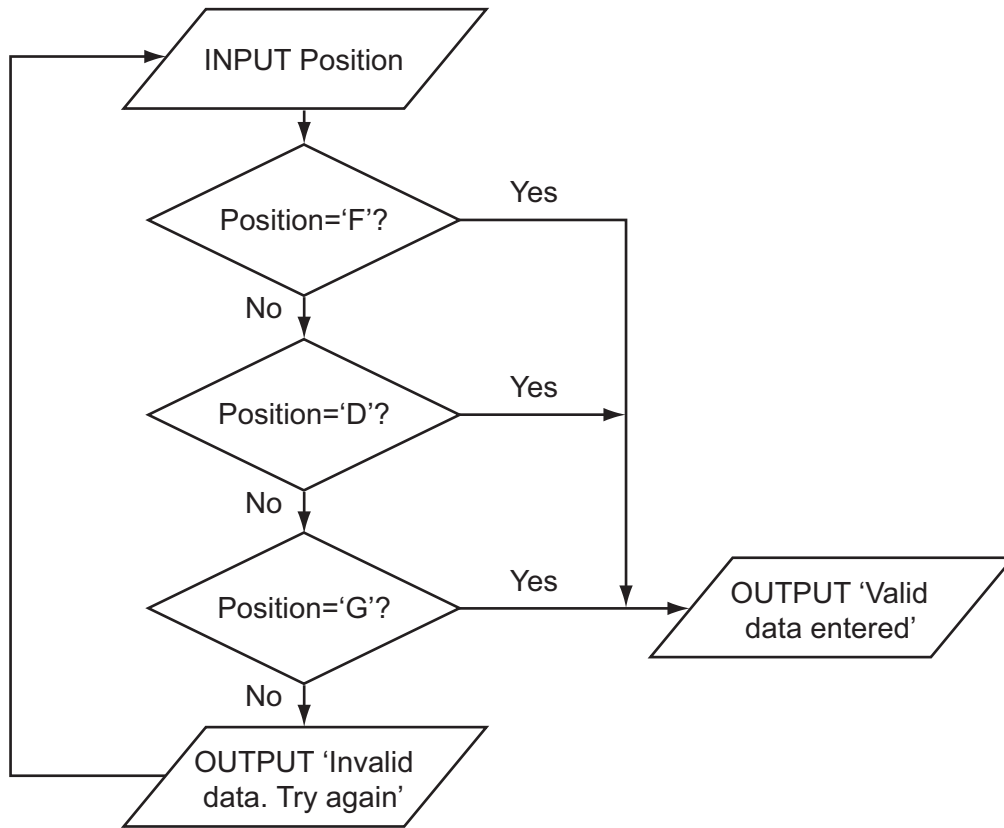 INPUT Position
Position=‘F’?
Yes
No
Position=‘D’?
Yes
No
Position=‘G’?
Yes
OUTPUT ‘Valid
data entered’
No
OUTPUT ‘Invalid
data. Try again’